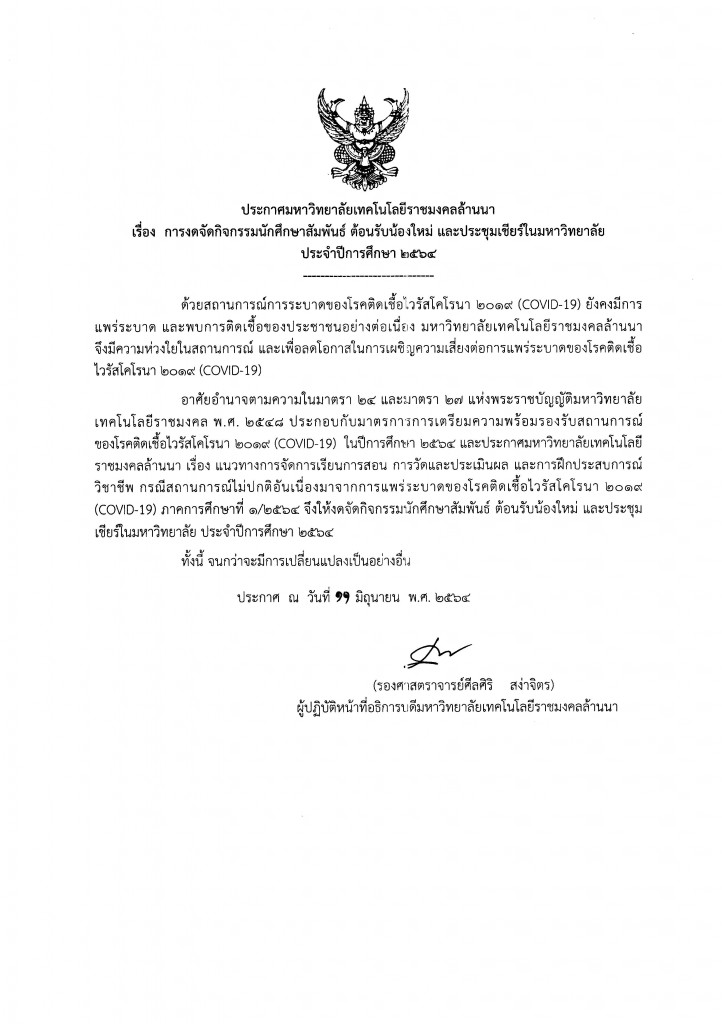 ประกาศมหาวิทยาลัยเทคโนโลยีราชมงคลล้านนา
เรื่อง การงดจัดกิจกรรมนักศึกษาสัมพันธ์ ต้อนรับน้องใหม่ และประชุมเชียร์ในมหาวิทยาลัย
ประจำปีการศึกษา ๒๕๖๔
-------------------------------
ด้วยสถานการณ์การระบาดของโรคติดเชื้อไวรัสโคโรนา ๒๐๑๙ (COVID-19) ยังคงมีการ
แพร่ระบาด และพบการติดเชื้อของประชาชนอย่างต่อเนื่อง มหาวิทยาลัยเทคโนโลยีราชมงคลล้านนา
จึงมีความห่วงใยในสถานการณ์ และเพื่อลดโอกาสในการเผชิญความเสี่ยงต่อการแพร่ระบาดของโรคติดเชื้อ
ไวรัสโคโรนา ๒๐๑๙ (COVID-19)
อาศัยอำนาจตามความในมาตรา ๒๔ และมาตรา ๒๗ แห่งพระราชบัญญัติมหาวิทยาลัย
เทคโนโลยีราชมงคล พ.ศ. ๒๕๔๘ ประกอบกับมาตรการการเตรียมความพร้อมรองรับสถานการณ์
ของโรคติดเชื้อไวรัสโคโรนา ๒๐๑๙ (COVID-19) ในปีการศึกษา ๒๕๖๔ และประกาศมหาวิทยาลัยเทคโนโลยี
ราชมงคลล้านนา เรื่อง แนวทางการจัดการเรียนการสอน การวัดและประเมินผล และการฝึกประสบการณ์
วิชาชีพ กรณีสถานการณ์ไม่ปกติอันเนื่องมาจากการแพร่ระบาดของโรคติดเชื้อไวรัสโคโรนา ๒๐๑๙
(COVID-19) ภาคการศึกษาที่ ๑/๒๕๖๔ จึงให้งดจัดกิจกรรมนักศึกษาสัมพันธ์ ต้อนรับน้องใหม่ และประชุม
เชียร์ในมหาวิทยาลัย ประจำปีการศึกษา ๒๕๖๔
ทั้งนี้ จนกว่าจะมีการเปลี่ยนแปลงเป็นอย่างอื่น
ประกาศ ณ วันที่ ๑๑ มิถุนายน พ.ศ. ๒๕๖๔
(รองศาสตราจารย์ศีลศิริ สง่าจิตร)
ผู้ปฏิบัติหน้าที่อธิการบดีมหาวิทยาลัยเทคโนโลยีราชมงคลล้านนา